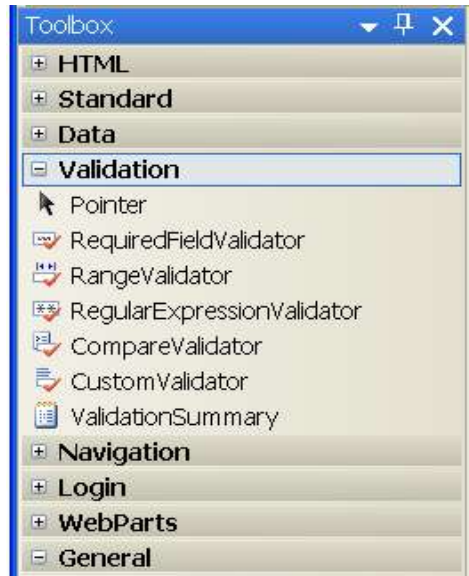 Toolbox
HTML
Standard
Data
Validation
Pointer
RequiredFieldValidator
RangeValidator
RegularExpressionValidator
CompareValidator
CustomValidator
ValidationSummary
Navigation
Login
WebParts
General